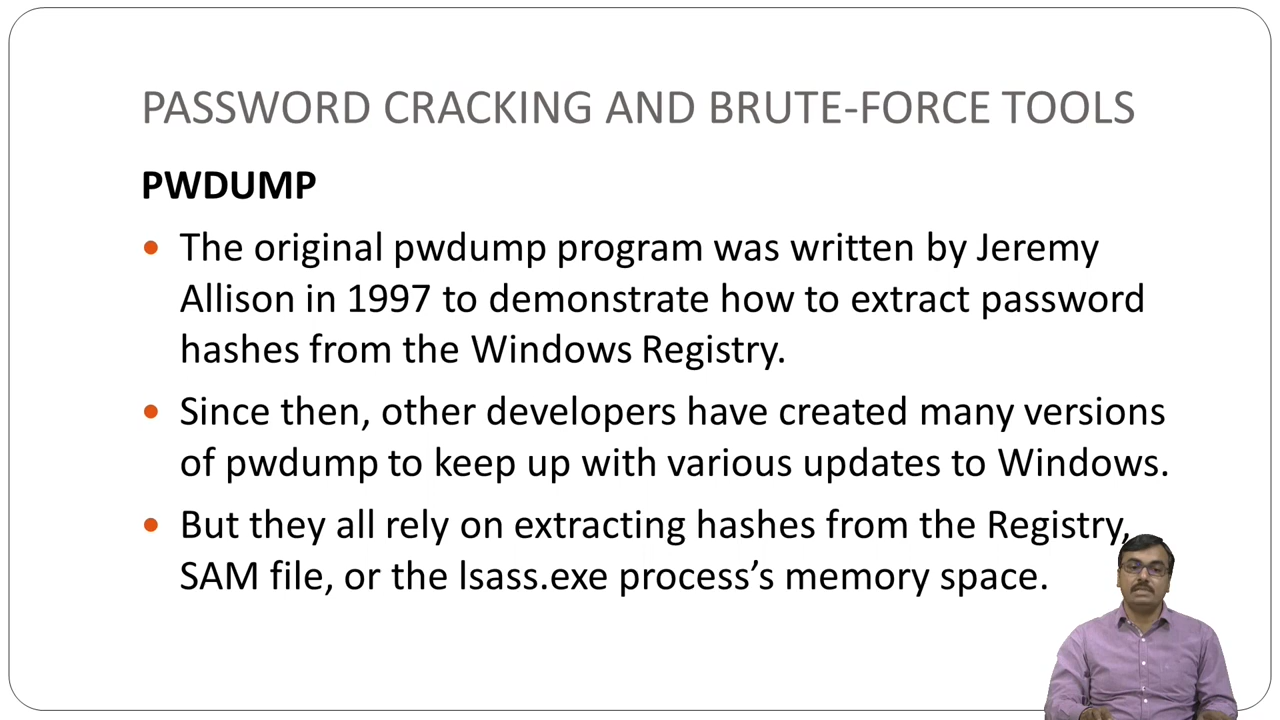 PASSWORD CRACKING AND BRUTE-FORCE TOOLS
PWDUMP
• The original pwdump program was written by Jeremy
Allison in 1997 to demonstrate how to extract password
hashes from the Windows Registry.
• Since then, other developers have created many versions
of pwdump to keep up with various updates to Windows.
• But they all rely on extracting hashes from the Registry,
SAM file, or the lsass.exe process’s memory space.